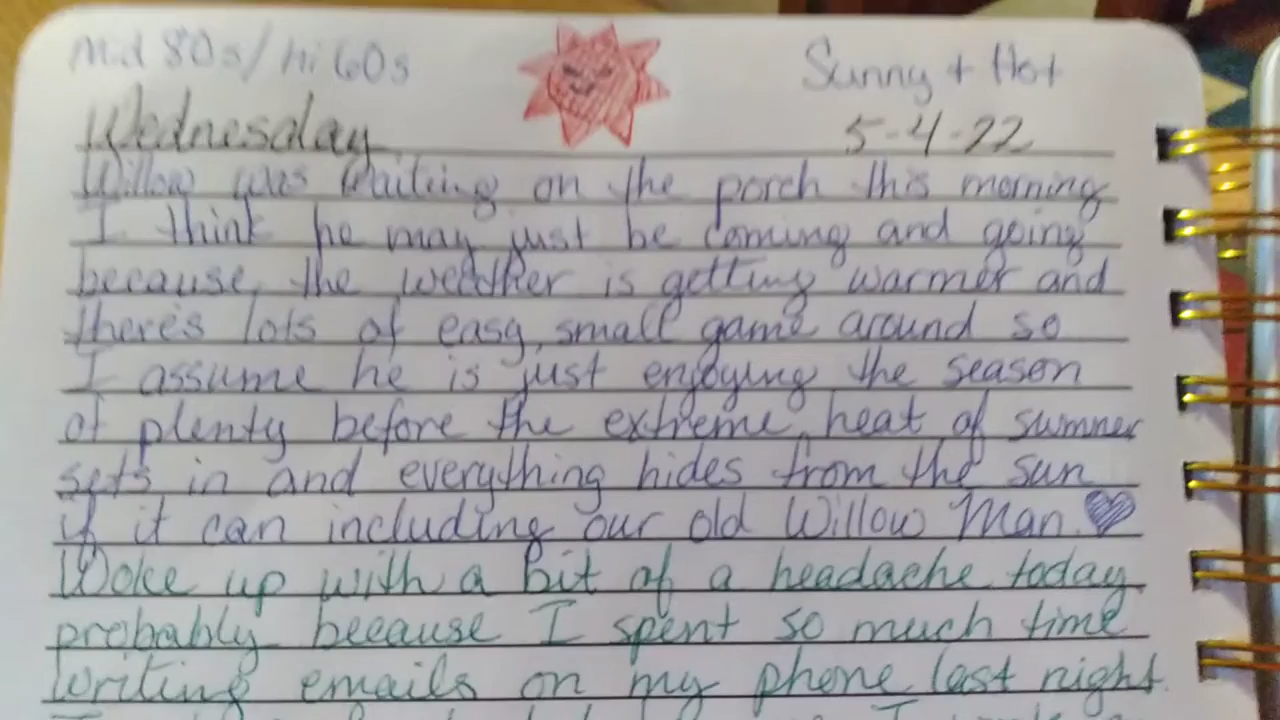 Mid 80s/hi 60s
Sunny + Hot
Wednesday 5-4-22
Willow was waiting on the porch this morning
I think he may just be coming and going
because, the weather is getting warmer and
there's lots of easy, small game around so
I assume he is just enjoying the season
of plenty before the extreme heat of summer
sets in and everything hides from the sun
if it can including our old Willow Man.
Woke up with a bit of a headache today
probably because I spent so much time
writing emails on my phone last night.